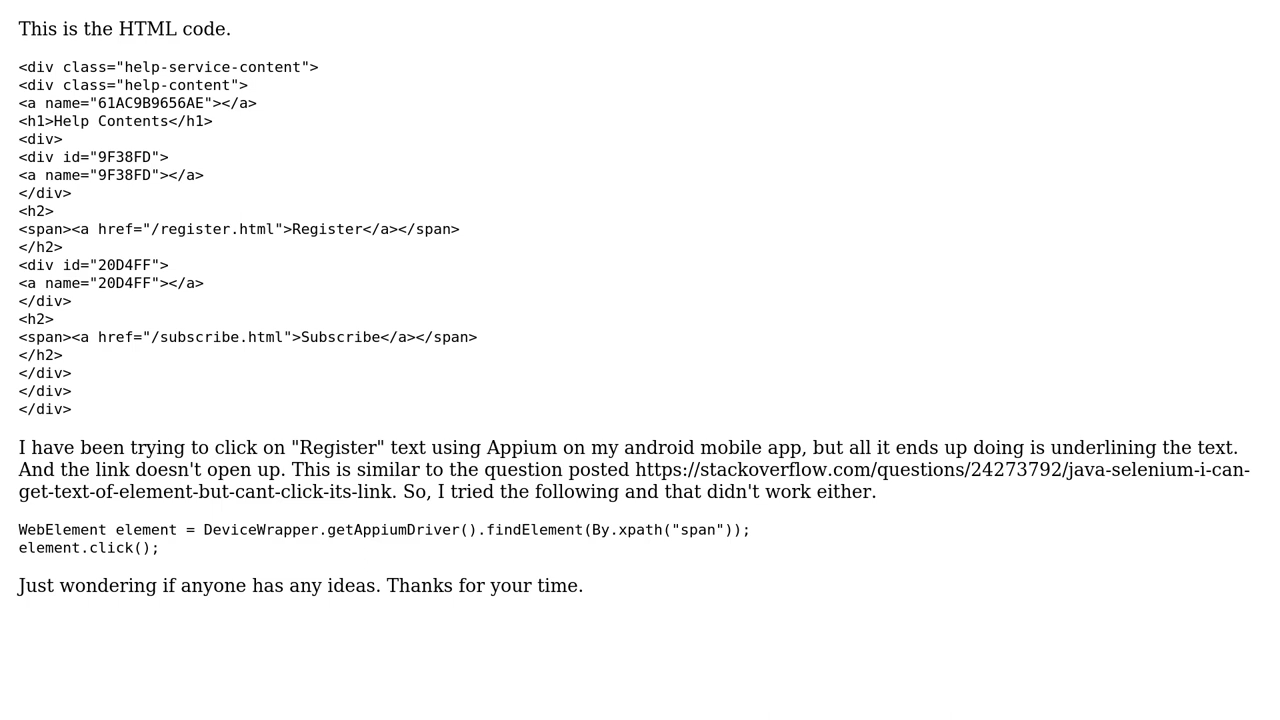 This is the HTML code.
<div class="help-service-content">
<div class="help-content">
<a name="61AC9B9656AE"></a>
<h1>Help Contents</h1>
<div>
<div id="9F38FD">
<a name="9F38FD"></a>
</div>
<h2>
<span><a href="/register.html">Register</a></span>
</h2>
<div id="20D4FF">
<a name="20D4FF"></a>
</div>
<h2>
<span><a href="/subscribe.html">Subscribe</a></span>
</h2>
</div>
</div>
</div>
I have been trying to click on "Register" text using Appium on my android mobile app, but all it ends up doing is underlining the text.
And the link doesn't open up. This is similar to the question posted https://stackoverflow.com/questions/24273792/java-selenium-i-can-
get-text-of-element-but-cant-click-its-link. So, I tried the following and that didn't work either.
WebElement element = DeviceWrapper.getAppiumDriver().findElement(By.xpath("span"));
element.click();
Just wondering if anyone has any ideas. Thanks for your time.